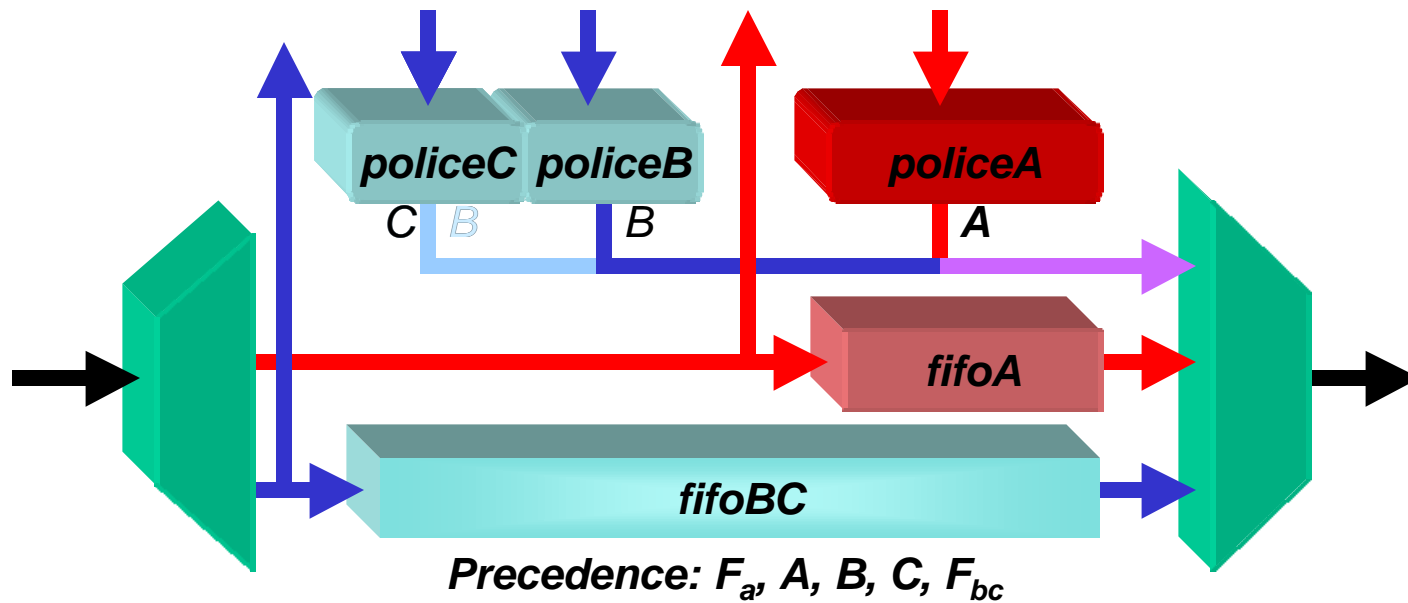 policeC policeB policeA
C B B A
fifoA
fifoBC
Precedence: Fa, A, B, C, Fbc